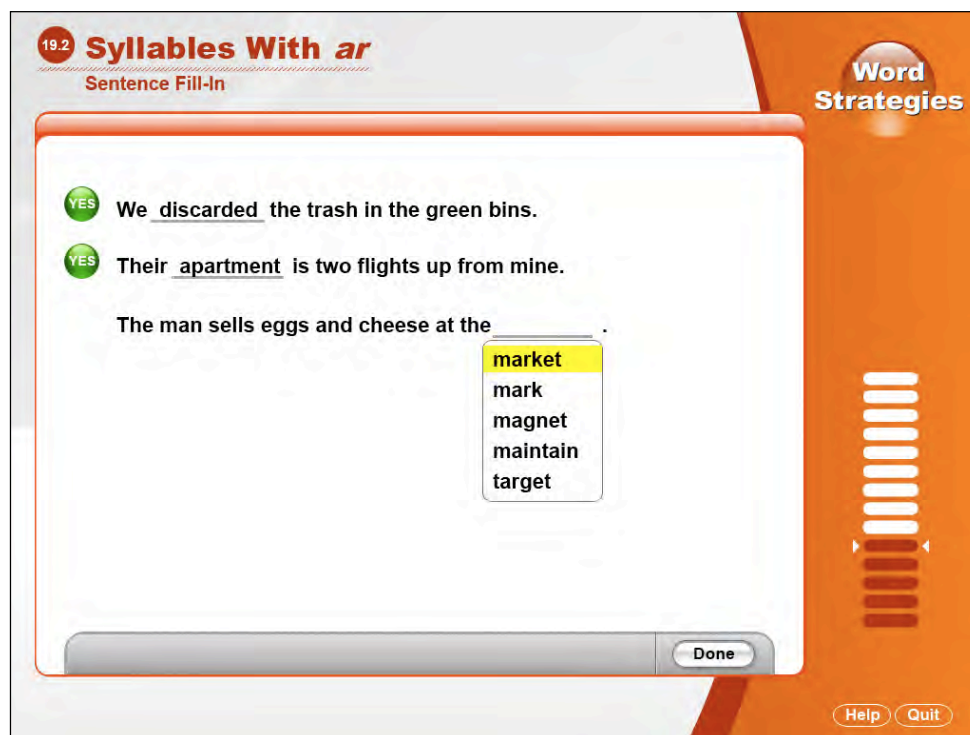 19.2 Syllables With ar
Sentence Fill-In
Word
Strategies
YES We discarded the trash in the green bins.
YES Their apartment is two flights up from mine.
The man sells eggs and cheese at the__________ .
market
mark
magnet
maintain
target
Done
Help Quit